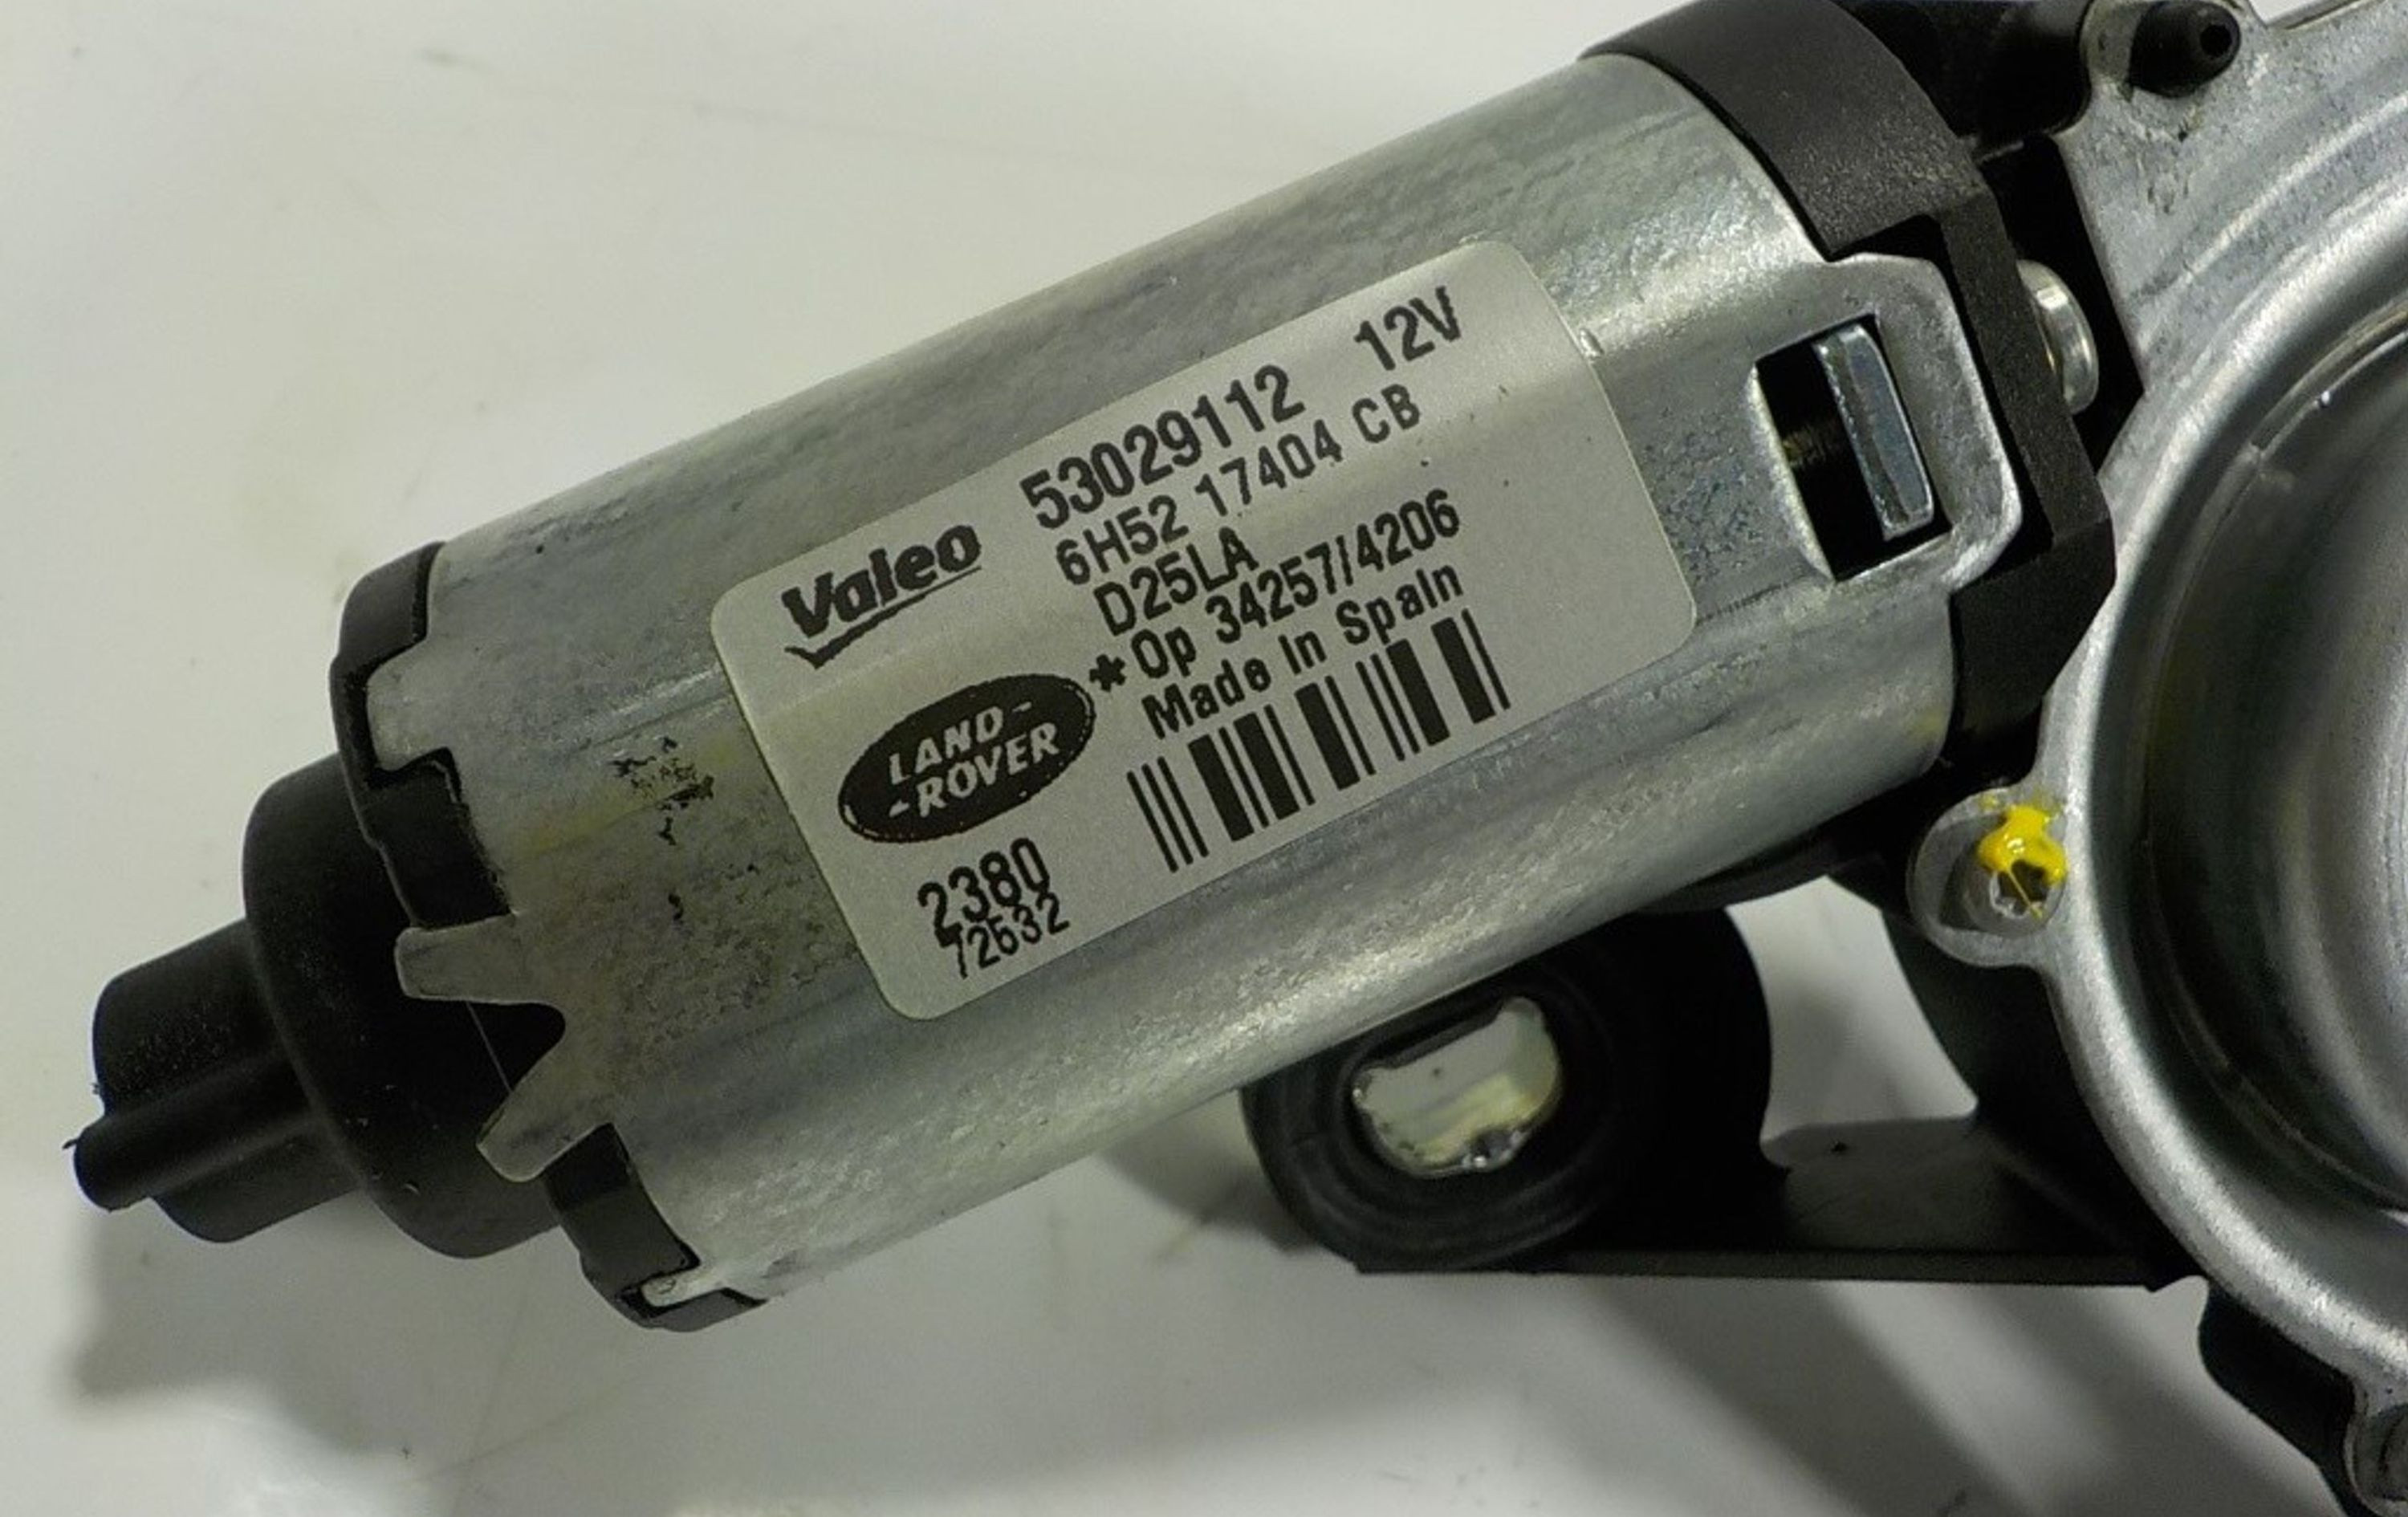 Valeo 53029112 12V
6H52 17404 CB
D25LA
*Op 34257/4206
Made In Spain
LAND-
-ROVER
2380
72632